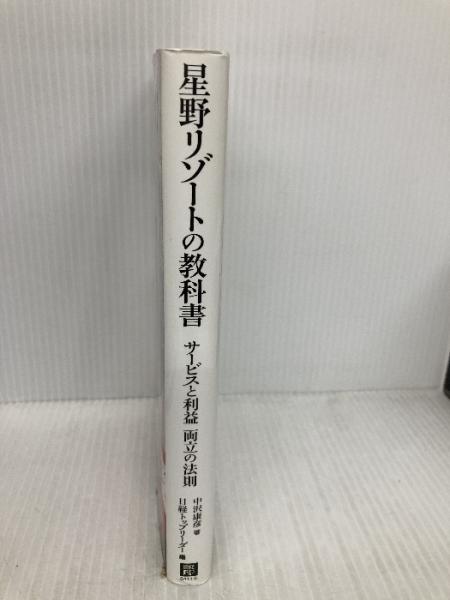 星野リゾートの教科書
サービスと利益 両立の法則
中沢康彦 著
日経トップリーダー 編